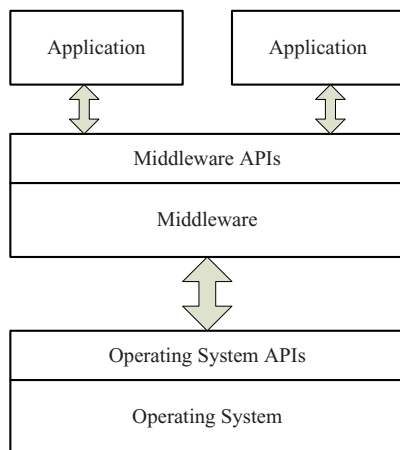 Application
Application
Middleware APIs
Middleware
Operating System APIs
Operating System